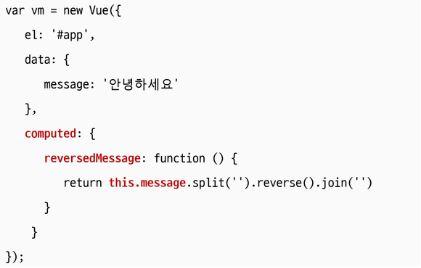 var vm = new Vue({
el: '#app',
data: {
message: '안녕하세요'
},
computed: {
reversedMessage: function () {
return this.message.split('').reverse().join('')
}
}
});